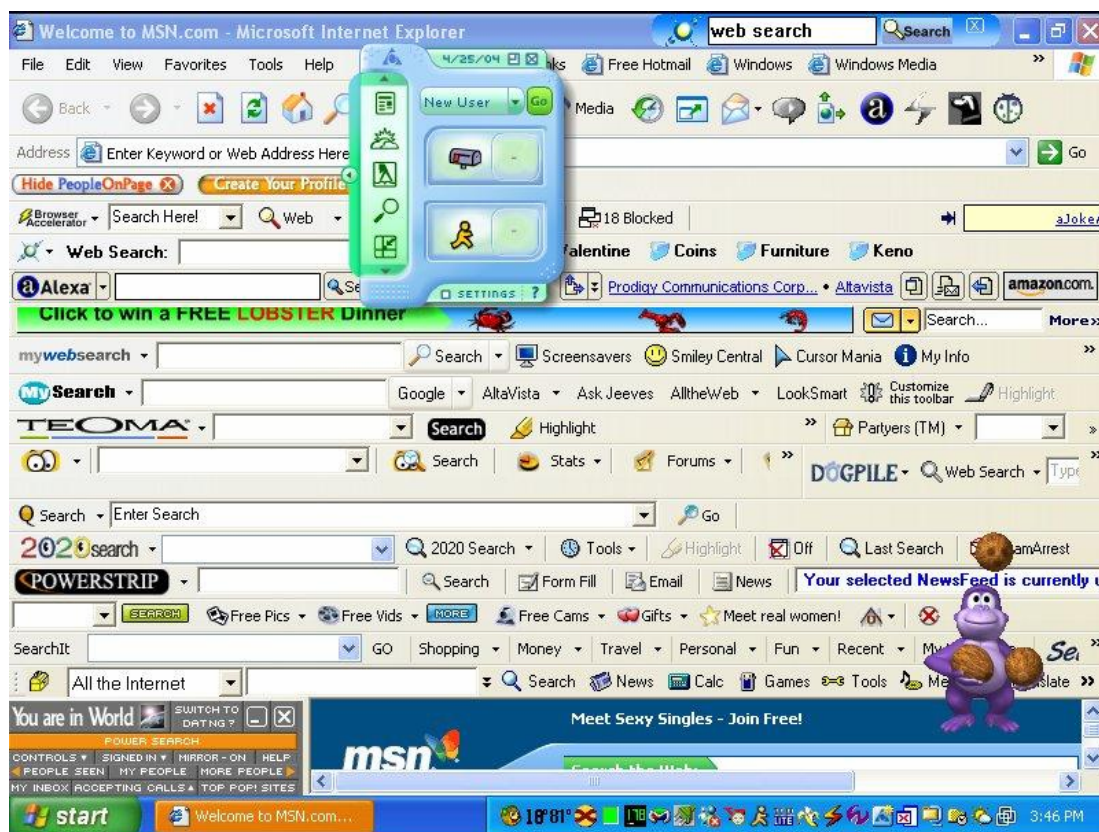 Welcome to MSN.com - Microsoft Internet Explorer
web search Search
File Edit View Favorites Tools Help
4/25/04
Free Hotmail Windows Windows Media »
Back
New User Go
Media
Address Enter Keyword or Web Address Here
Go
Hide PeopleOnPage Create Your Profile
Browser Accelerator Search Here! Web
18 Blocked
Web Search:
Coins Furniture Keno
Alexa
SETTINGS ?
Prodigy Communications Corp... • Altavista
amazon.com.
Click to win a FREE LOBSTER Dinner
Search... More»
mywebsearch Search Screensavers Smiley Central Cursor Mania My Info »
My Search Google AltaVista Ask Jeeves AlltheWeb LookSmart Customize this toolbar Highlight
TEOMA Search Highlight » Partyers (TM) »
Search Stats Forums »
DOGPILE Web Search Type »
Search Enter Search Go
2020search 2020 Search Tools Highlight Off Last Search
POWERSTRIP Search Form Fill Email News Your selected NewsFeed is currently
SEARCH Free Pics Free Vids MORE Free Cams Gifts Meet real women!
SearchIt GO Shopping Money Travel Personal Fun Recent »
All the Internet Search News Calc Games Tools »
You are in World SWITCH TO DATNG?
POWER SEARCH
CONTROLS SIGNED IN MIRROR - ON HELP
PEOPLE SEEN MY PEOPLE MORE PEOPLE
MY INBOX ACCEPTING CALLS TOP POP! SITES
Meet Sexy Singles - Join Free!
msn
start Welcome to MSN.com... 18° 81° 3:46 PM